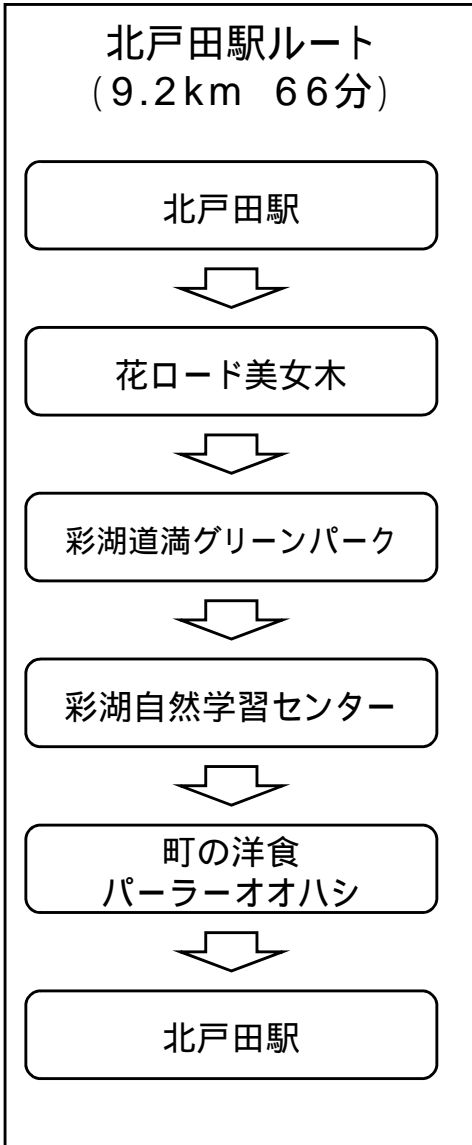 北戸田駅ルート
(9.2km 66分)
北戸田駅
花ロード美女木
彩湖道満グリーンパーク
彩湖自然学習センター
町の洋食
パーラーオオハシ
北戸田駅